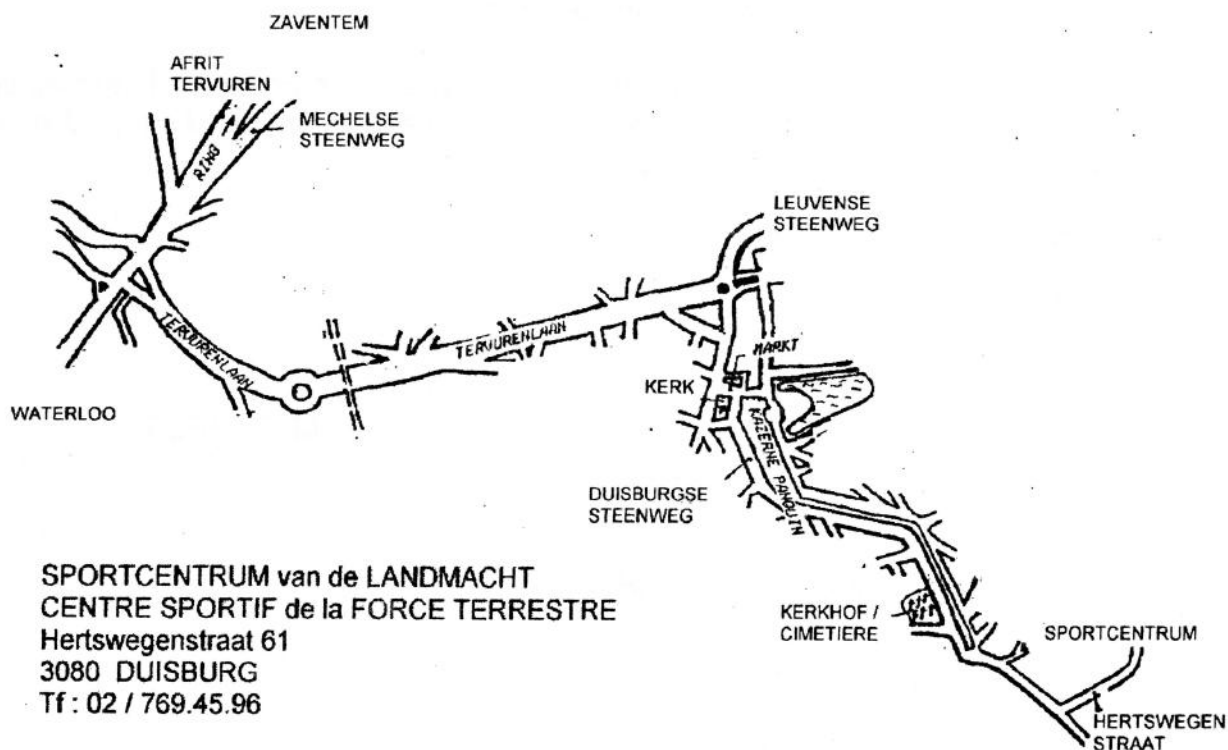 ZAVENTEM
AFRIT
TERVUREN
MECHELSE
STEENWEG
RING
LEUVENSE
STEENWEG
TERVURENLAAN
TERVURENLAAN
MARKT
KERK
WATERLOO
KAZERNE PANQUIN
DUISBURGSE
STEENWEG
SPORTCENTRUM van de LANDMACHT
CENTRE SPORTIF de la FORCE TERRESTRE
Hertswegenstraat 61
3080 DUISBURG
Tf : 02 / 769.45.96
KERKHOF /
CIMETIERE
SPORTCENTRUM
HERTSWEGEN
STRAAT